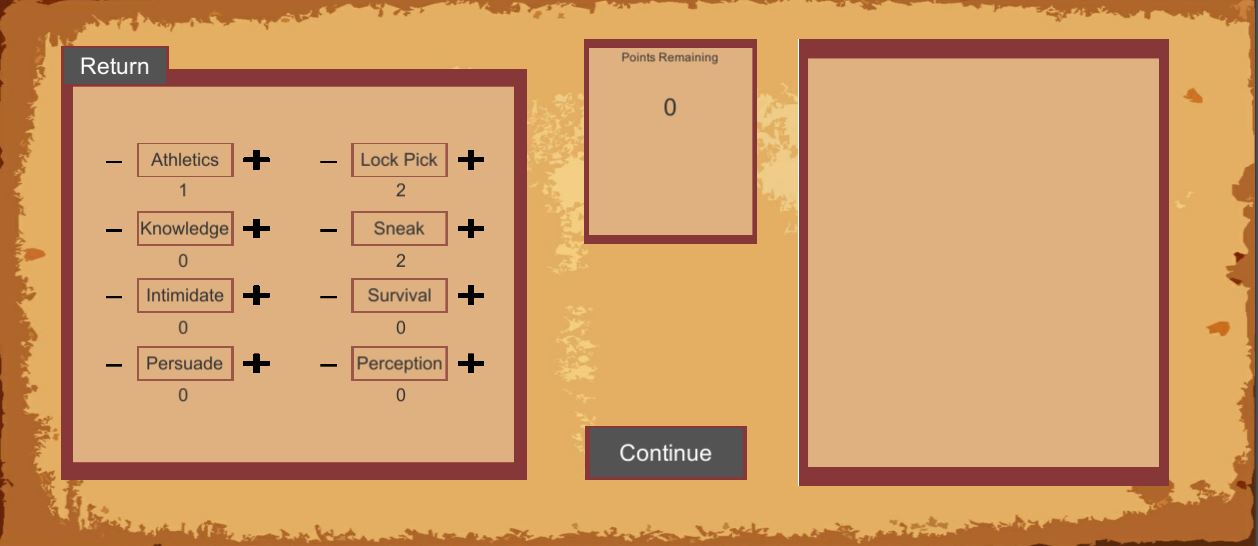 Return
Points Remaining
0
– Athletics + – Lock Pick +
1 2
– Knowledge + – Sneak +
0 2
– Intimidate + – Survival +
0 0
– Persuade + – Perception +
0 0
Continue